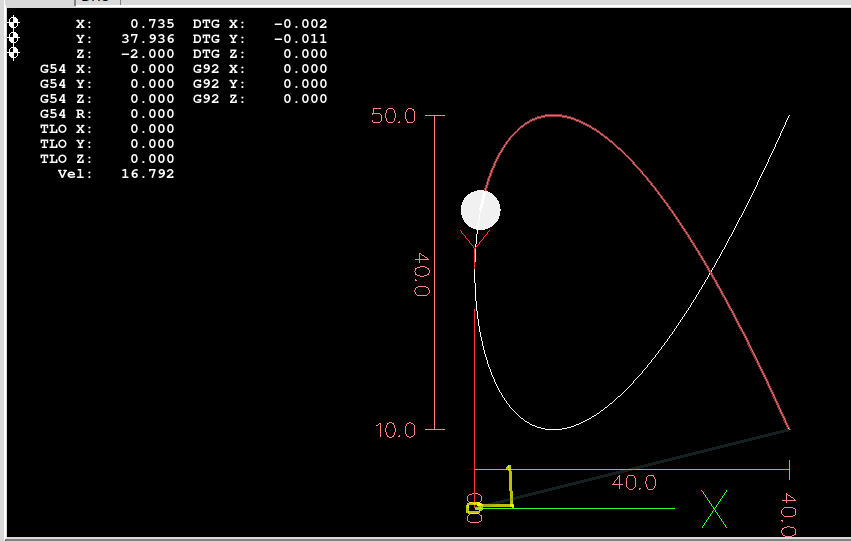 X: 0.735 DTG X: -0.002
Y: 37.936 DTG Y: -0.011
Z: -2.000 DTG Z: 0.000
G54 X: 0.000 G92 X: 0.000
G54 Y: 0.000 G92 Y: 0.000
G54 Z: 0.000 G92 Z: 0.000
G54 R: 0.000
TLO X: 0.000
TLO Y: 0.000
TLO Z: 0.000
Vel: 16.792
50.0
Y
40.0
10.0
40.0
X
40.0